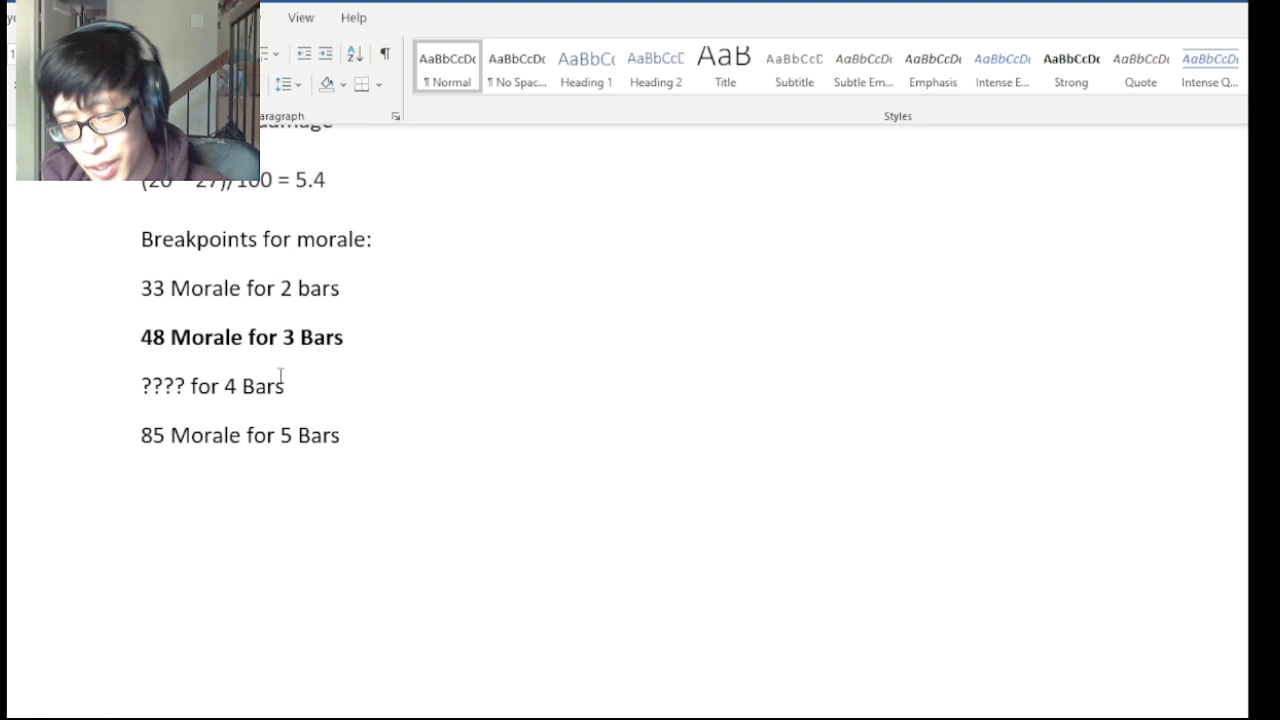 View Help
AaBbCcDc AaBbCcDc AaBbCc AaBbCcC AaB AaBbCcC AaBbCcDc AaBbCcDc AaBbCcDc AaBbCcDc AaBbCcDc AaBbCcDc
¶ Normal ¶ No Spac... Heading 1 Heading 2 Title Subtitle Subtle Em... Emphasis Intense E... Strong Quote Intense Q...
Styles
/100 = 5.4
Breakpoints for morale:
33 Morale for 2 bars
48 Morale for 3 Bars
???? for 4 Bars
85 Morale for 5 Bars